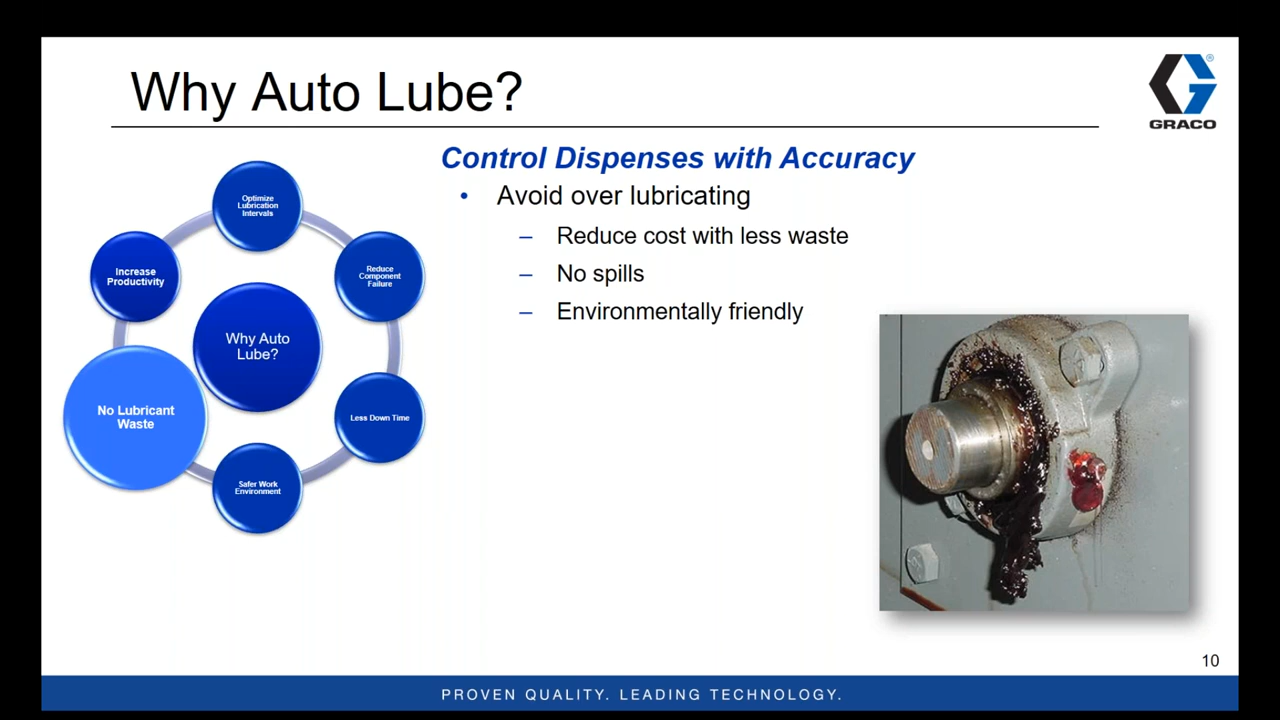 Why Auto Lube?
®
GRACO
Control Dispenses with Accuracy
• Avoid over lubricating
– Reduce cost with less waste
– No spills
– Environmentally friendly
Optimize
Lubrication
Intervals
Reduce
Component
Failure
Less Down Time
Safer Work
Environment
No Lubricant
Waste
Increase
Productivity
Why Auto
Lube?
10
PROVEN QUALITY. LEADING TECHNOLOGY.